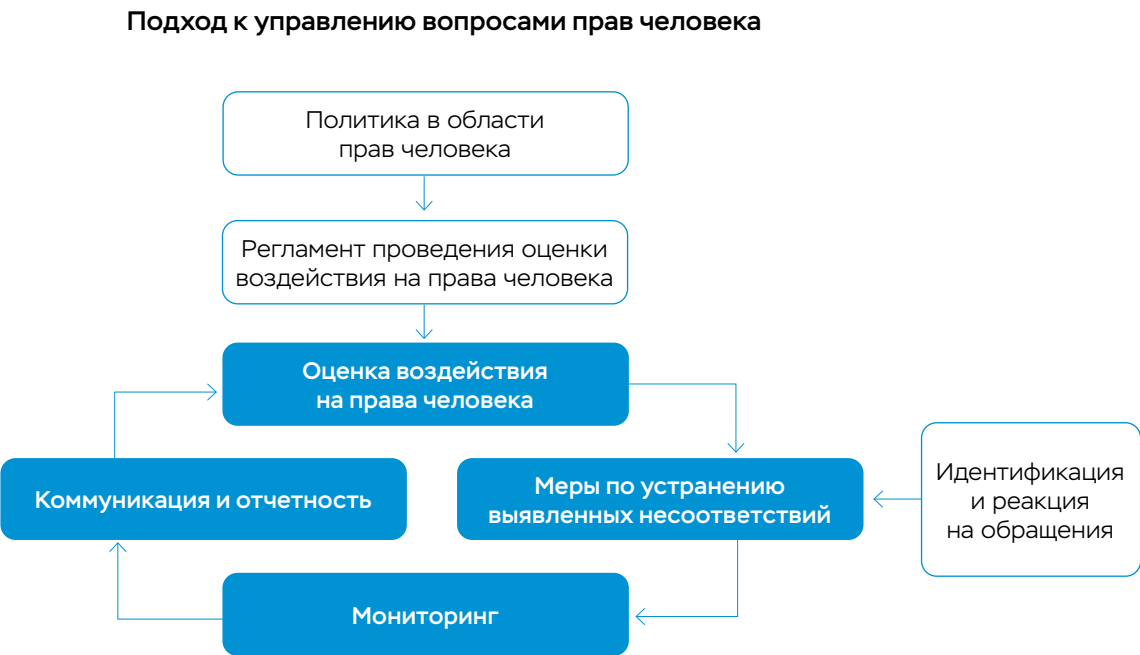 Подход к управлению вопросами прав человека
Политика в области
прав человека
Регламент проведения оценки
воздействия на права человека
Оценка воздействия
на права человека
Коммуникация и отчетность
Меры по устранению
выявленных несоответствий
Идентификация
и реакция
на обращения
Мониторинг